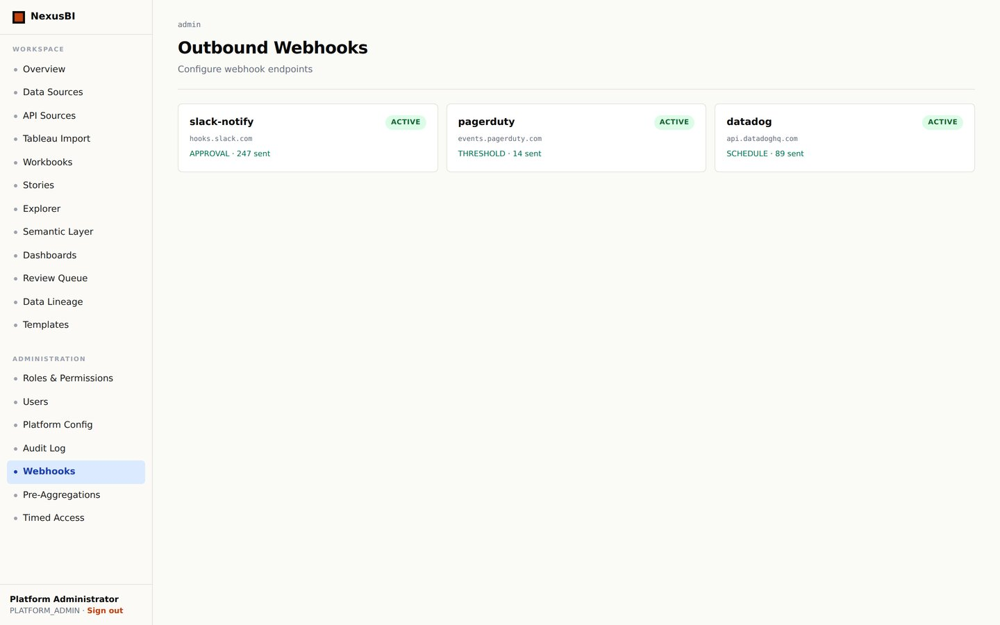 NexusBI
WORKSPACE
Overview
Data Sources
API Sources
Tableau Import
Workbooks
Stories
Explorer
Semantic Layer
Dashboards
Review Queue
Data Lineage
Templates
ADMINISTRATION
Roles & Permissions
Users
Platform Config
Audit Log
Webhooks
Pre-Aggregations
Timed Access
Platform Administrator
PLATFORM_ADMIN · Sign out
admin
Outbound Webhooks
Configure webhook endpoints
slack-notify ACTIVE
hooks.slack.com
APPROVAL · 247 sent
pagerduty ACTIVE
events.pagerduty.com
THRESHOLD · 14 sent
datadog ACTIVE
api.datadoghq.com
SCHEDULE · 89 sent